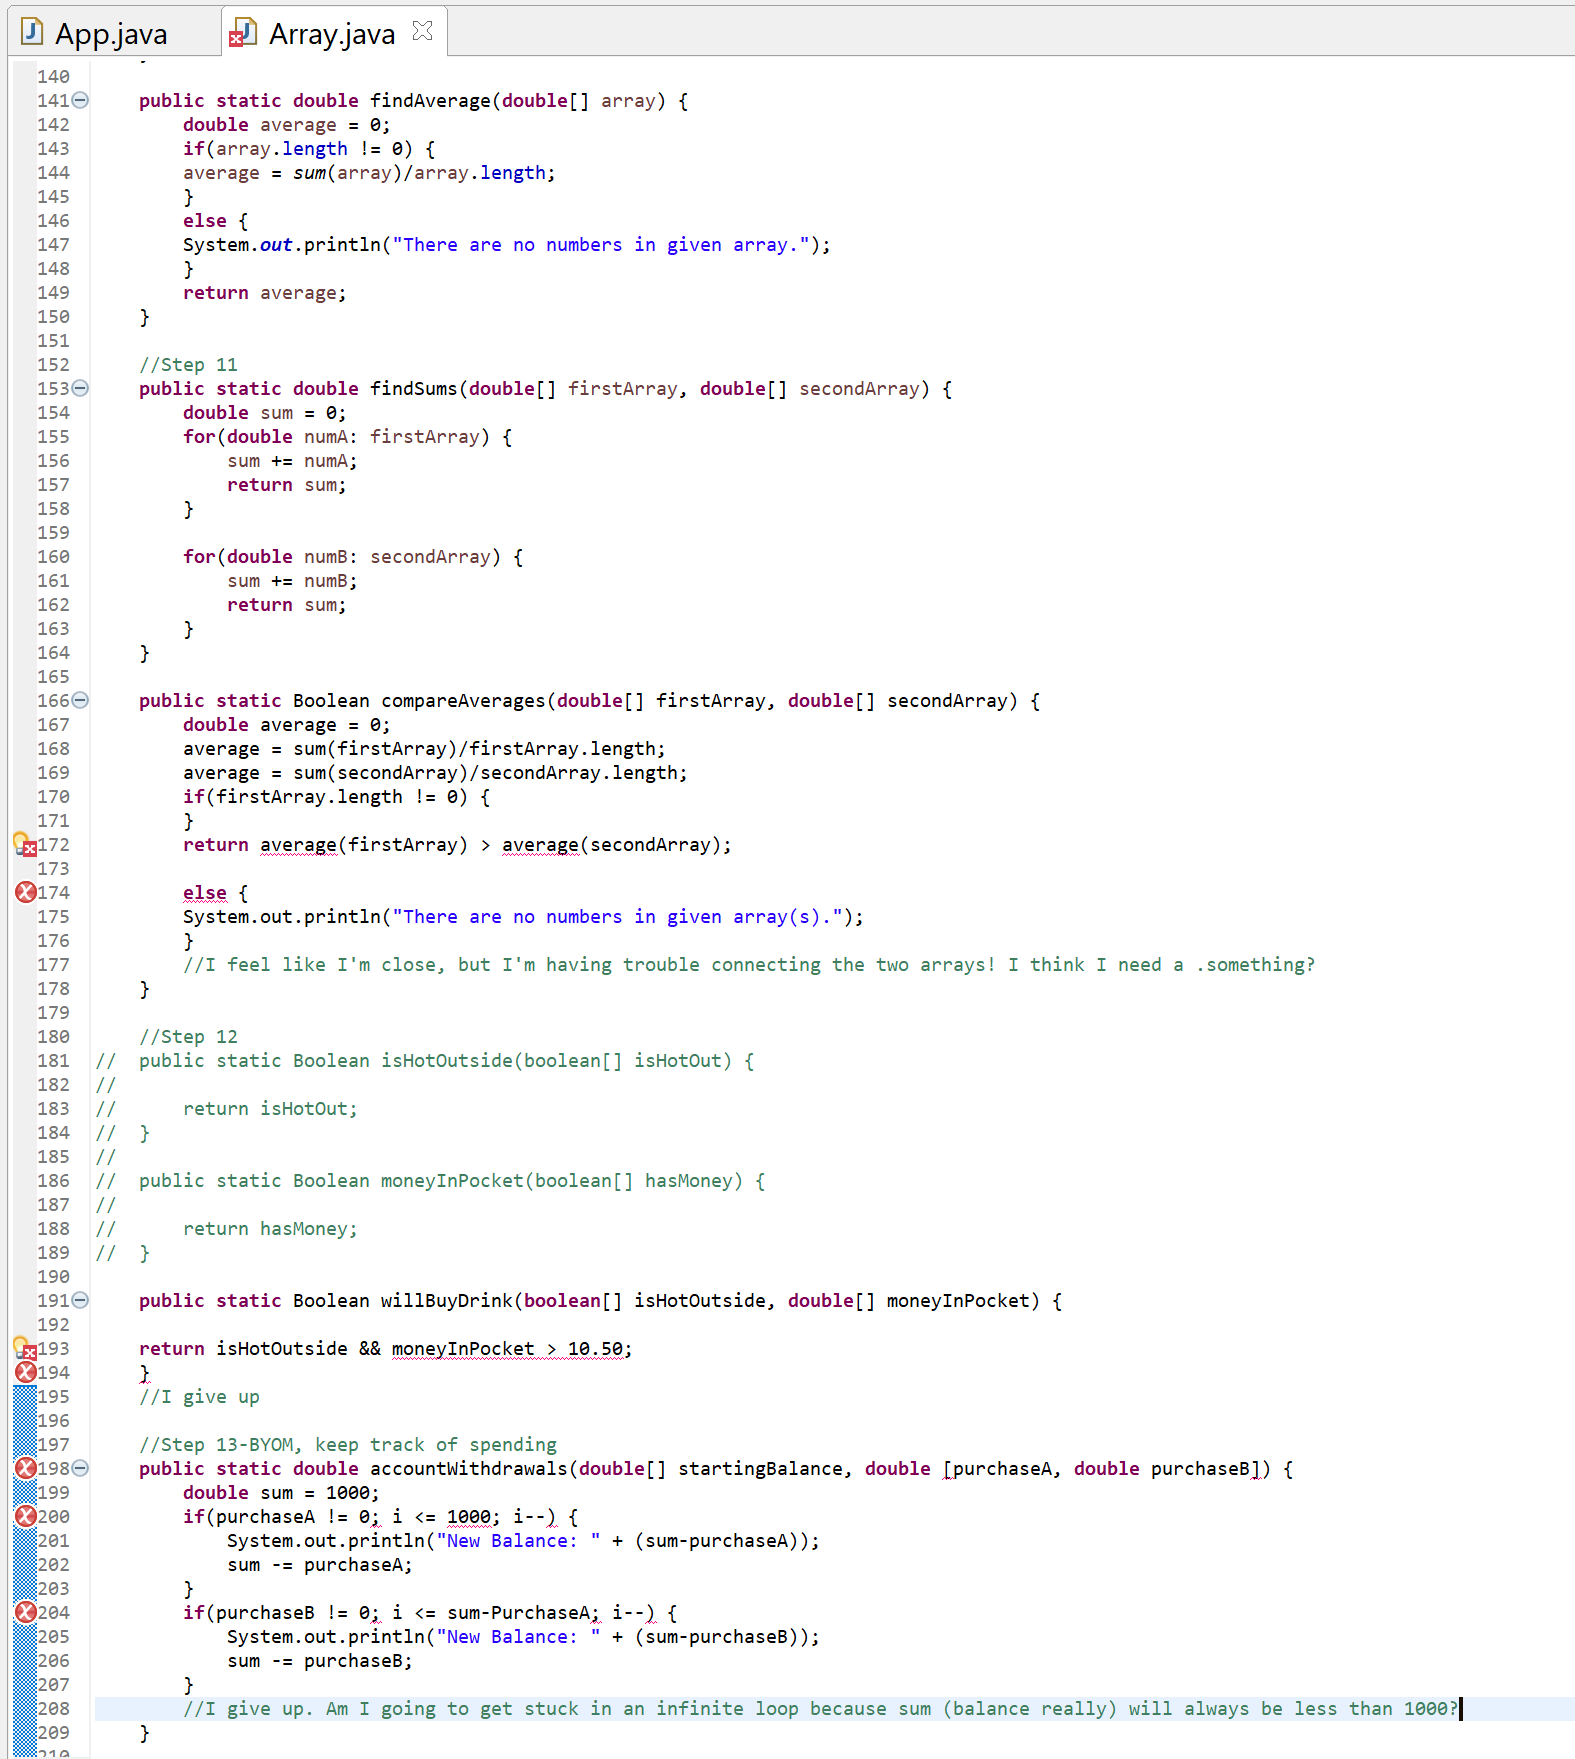 App.java
Array.java
140
141 public static double findAverage(double[] array) {
142 double average = 0;
143 if(array.length != 0) {
144 average = sum(array)/array.length;
145 }
146 else {
147 System.out.println("There are no numbers in given array.");
148 }
149 return average;
150 }
151
152 //Step 11
153 public static double findSums(double[] firstArray, double[] secondArray) {
154 double sum = 0;
155 for(double numA: firstArray) {
156 sum += numA;
157 return sum;
158 }
159
160 for(double numB: secondArray) {
161 sum += numB;
162 return sum;
163 }
164 }
165
166 public static Boolean compareAverages(double[] firstArray, double[] secondArray) {
167 double average = 0;
168 average = sum(firstArray)/firstArray.length;
169 average = sum(secondArray)/secondArray.length;
170 if(firstArray.length != 0) {
171 }
172 return average(firstArray) > average(secondArray);
173
174 else {
175 System.out.println("There are no numbers in given array(s).");
176 }
177 //I feel like I'm close, but I'm having trouble connecting the two arrays! I think I need a .something?
178 }
179
180 //Step 12
181 // public static Boolean isHotOutside(boolean[] isHotOut) {
182 //
183 // return isHotOut;
184 // }
185 //
186 // public static Boolean moneyInPocket(boolean[] hasMoney) {
187 //
188 // return hasMoney;
189 // }
190
191 public static Boolean willBuyDrink(boolean[] isHotOutside, double[] moneyInPocket) {
192
193 return isHotOutside && moneyInPocket > 10.50;
194 }
195 //I give up
196
197 //Step 13-BYOM, keep track of spending
198 public static double accountWithdrawals(double[] startingBalance, double [purchaseA, double purchaseB]) {
199 double sum = 1000;
200 if(purchaseA != 0; i <= 1000; i--) {
201 System.out.println("New Balance: " + (sum-purchaseA));
202 sum -= purchaseA;
203 }
204 if(purchaseB != 0; i <= sum-PurchaseA; i--) {
205 System.out.println("New Balance: " + (sum-purchaseB));
206 sum -= purchaseB;
207 }
208 //I give up. Am I going to get stuck in an infinite loop because sum (balance really) will always be less than 1000?
209 }
210